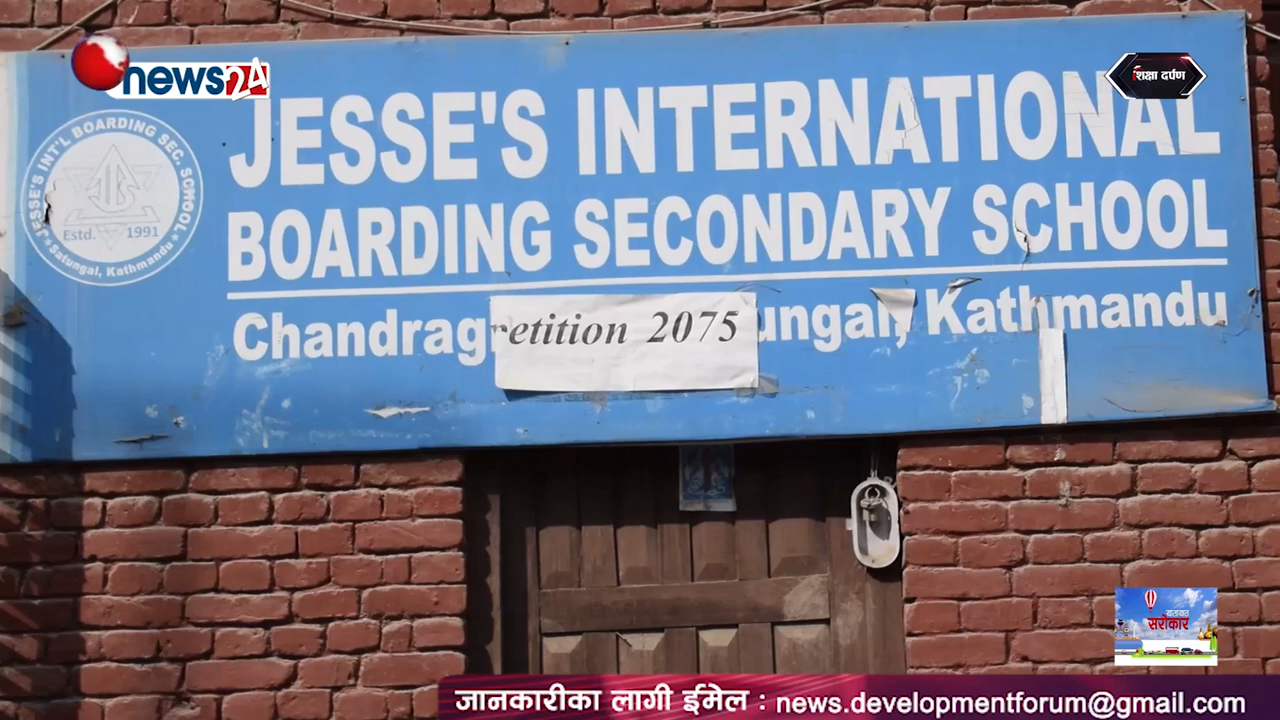 news24
शिक्षा दर्पण
JESSE'S INTERNATIONAL
BOARDING SECONDARY SCHOOL
JESSE'S INT'L BOARDING SEC. SCHOOL
Estd. 1991
Satungal, Kathmandu
Chandrag ungal, Kathmandu
etition 2075
यातायात
सरोकार
जानकारीका लागी ईमेल : news.developmentforum@gmail.com